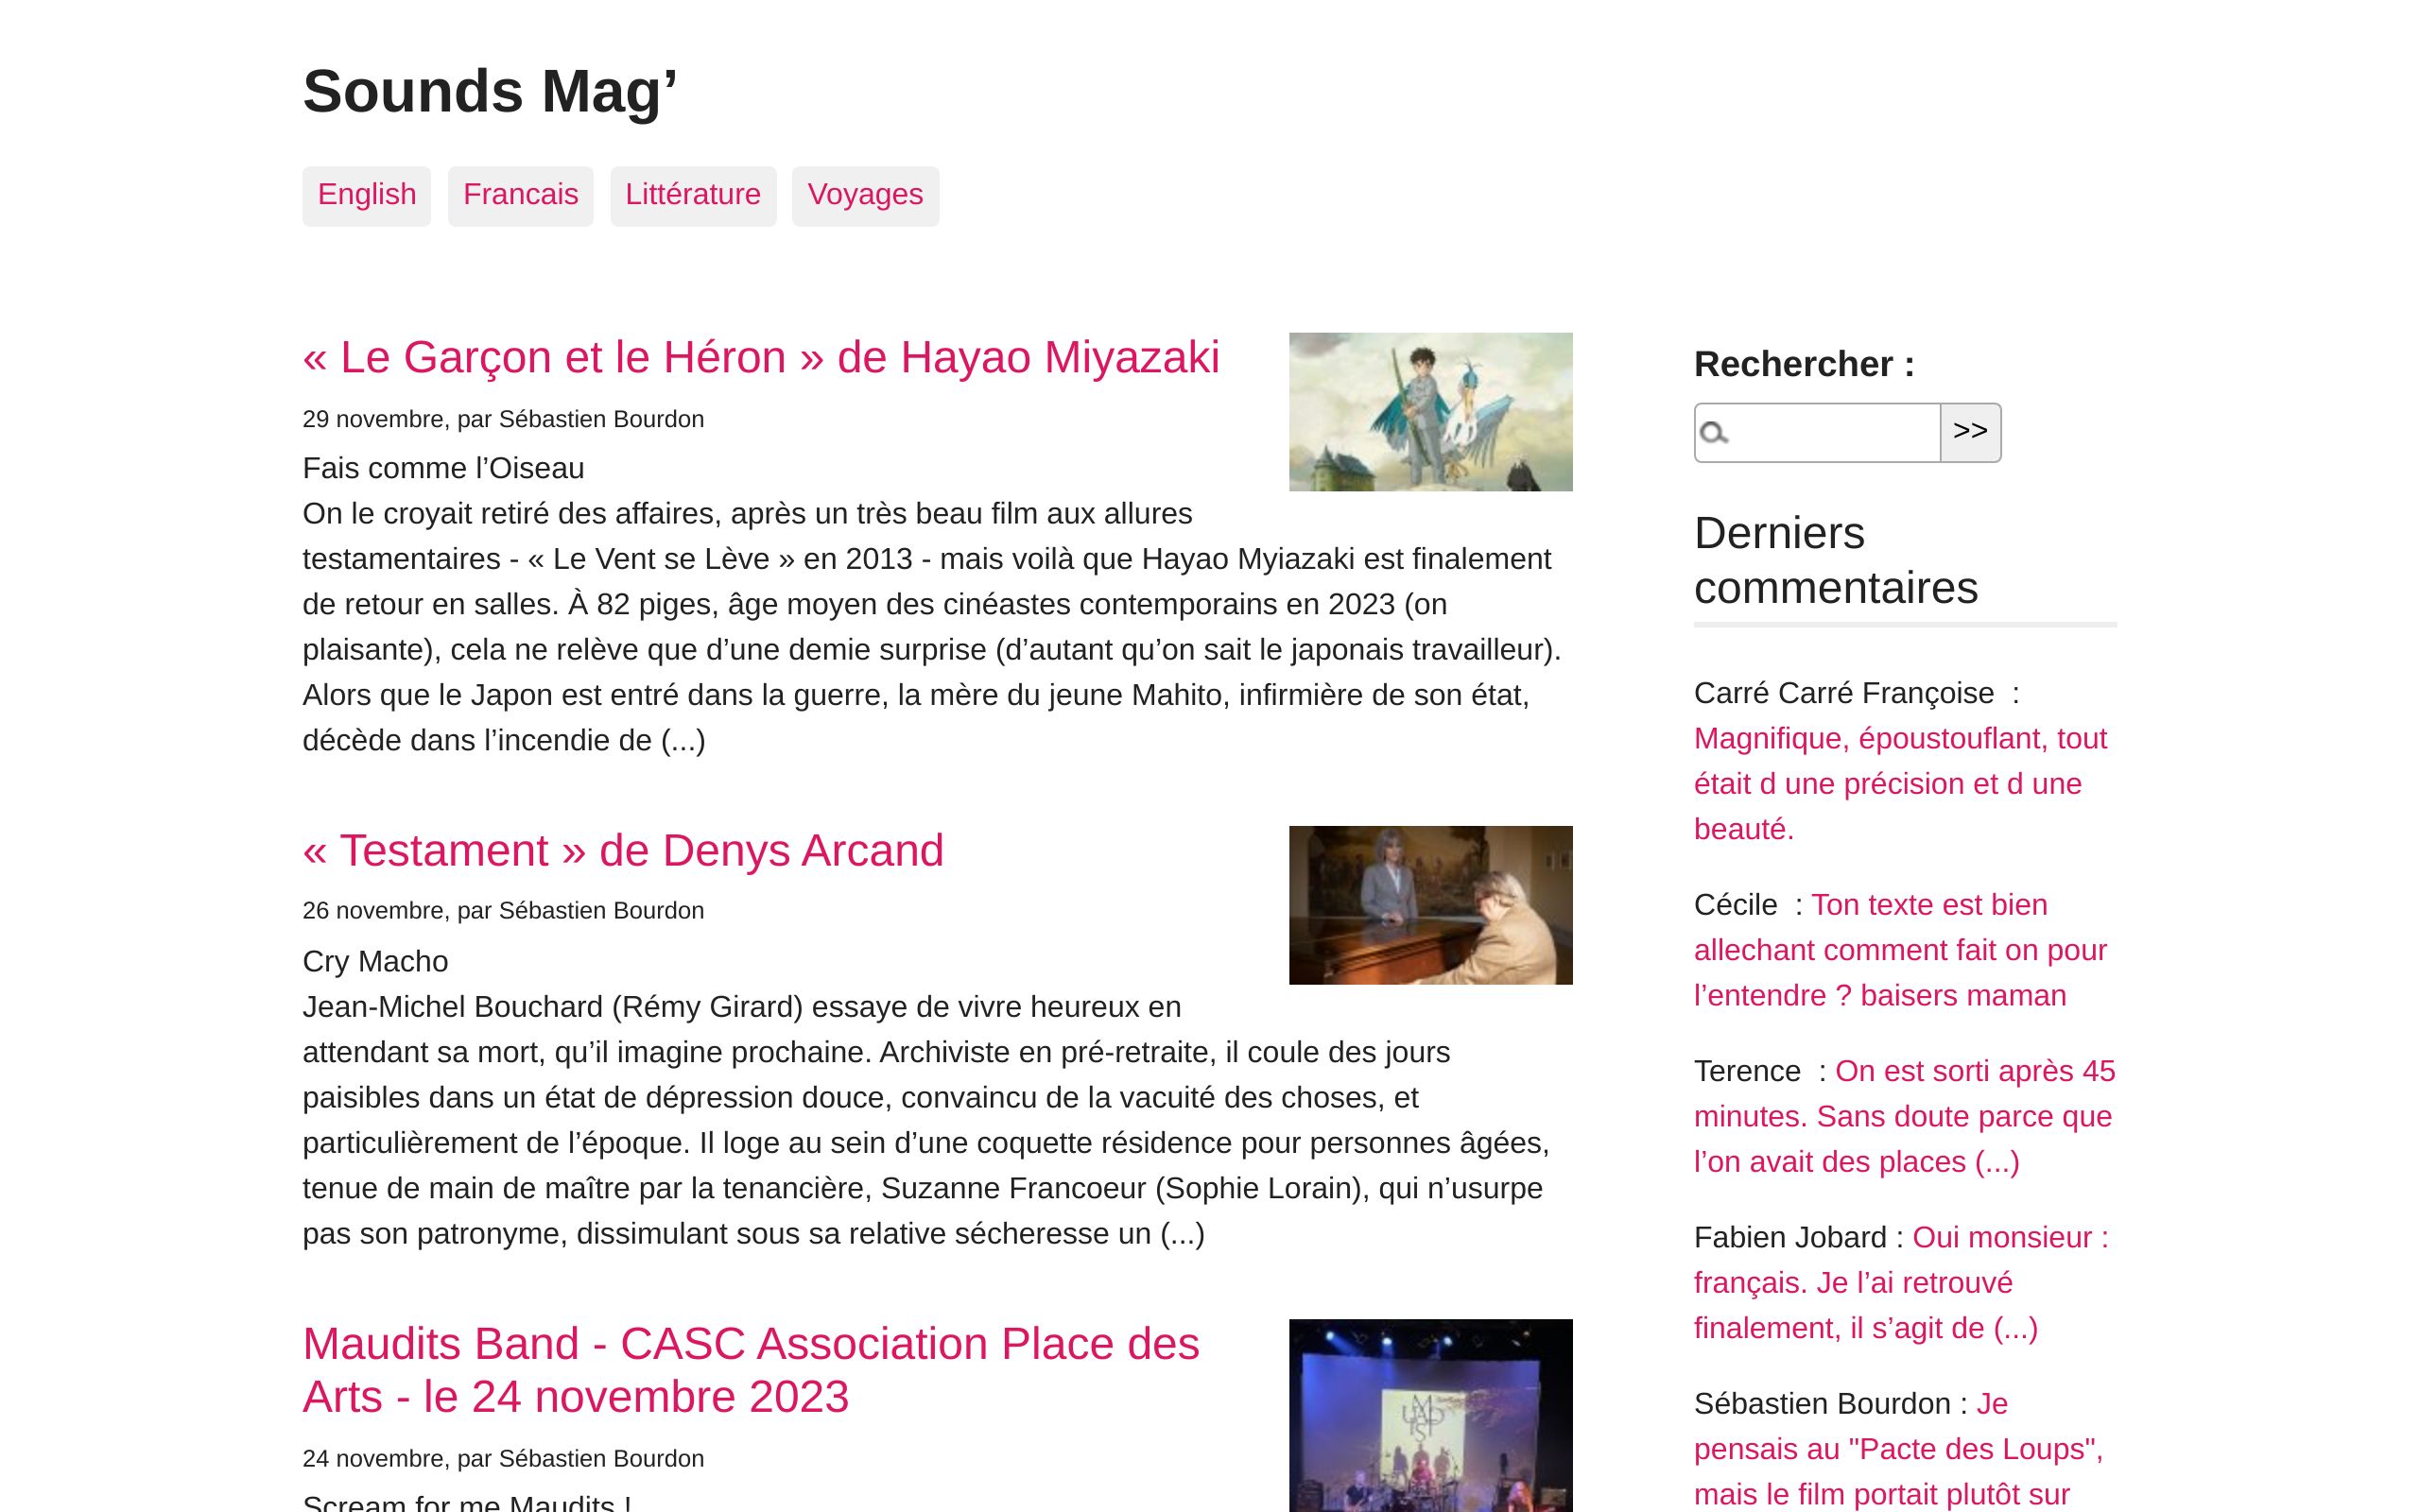 Sounds Mag’
English
Francais
Littérature
Voyages
« Le Garçon et le Héron » de Hayao Miyazaki
29 novembre, par Sébastien Bourdon
Fais comme l’Oiseau
On le croyait retiré des affaires, après un très beau film aux allures
testamentaires - « Le Vent se Lève » en 2013 - mais voilà que Hayao Myiazaki est finalement
de retour en salles. À 82 piges, âge moyen des cinéastes contemporains en 2023 (on
plaisante), cela ne relève que d’une demie surprise (d’autant qu’on sait le japonais travailleur).
Alors que le Japon est entré dans la guerre, la mère du jeune Mahito, infirmière de son état,
décède dans l’incendie de (...)
« Testament » de Denys Arcand
26 novembre, par Sébastien Bourdon
Cry Macho
Jean-Michel Bouchard (Rémy Girard) essaye de vivre heureux en
attendant sa mort, qu’il imagine prochaine. Archiviste en pré-retraite, il coule des jours
paisibles dans un état de dépression douce, convaincu de la vacuité des choses, et
particulièrement de l’époque. Il loge au sein d’une coquette résidence pour personnes âgées,
tenue de main de maître par la tenancière, Suzanne Francoeur (Sophie Lorain), qui n’usurpe
pas son patronyme, dissimulant sous sa relative sécheresse un (...)
Maudits Band - CASC Association Place des
Arts - le 24 novembre 2023
24 novembre, par Sébastien Bourdon
Scream for me Maudits !
Rechercher :
>>
Derniers
commentaires
Carré Carré Françoise  :
Magnifique, époustouflant, tout
était d une précision et d une
beauté.
Cécile  : Ton texte est bien
allechant comment fait on pour
l’entendre ? baisers maman
Terence  : On est sorti après 45
minutes. Sans doute parce que
l’on avait des places (...)
Fabien Jobard : Oui monsieur :
français. Je l’ai retrouvé
finalement, il s’agit de (...)
Sébastien Bourdon : Je
pensais au "Pacte des Loups",
mais le film portait plutôt sur